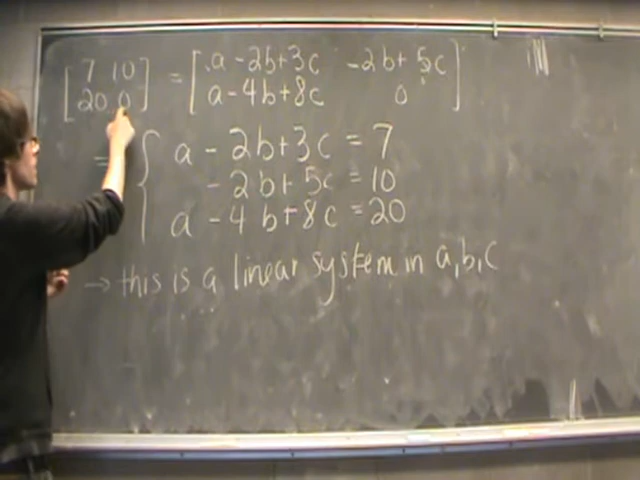 [7 10] = [a - 2b + 3c   -2b + 5c]
[20 0]   [a - 4b + 8c   0]
= { a - 2b + 3c = 7
- 2b + 5c = 10
a - 4b + 8c = 20
→ this is a linear system in a, b, c